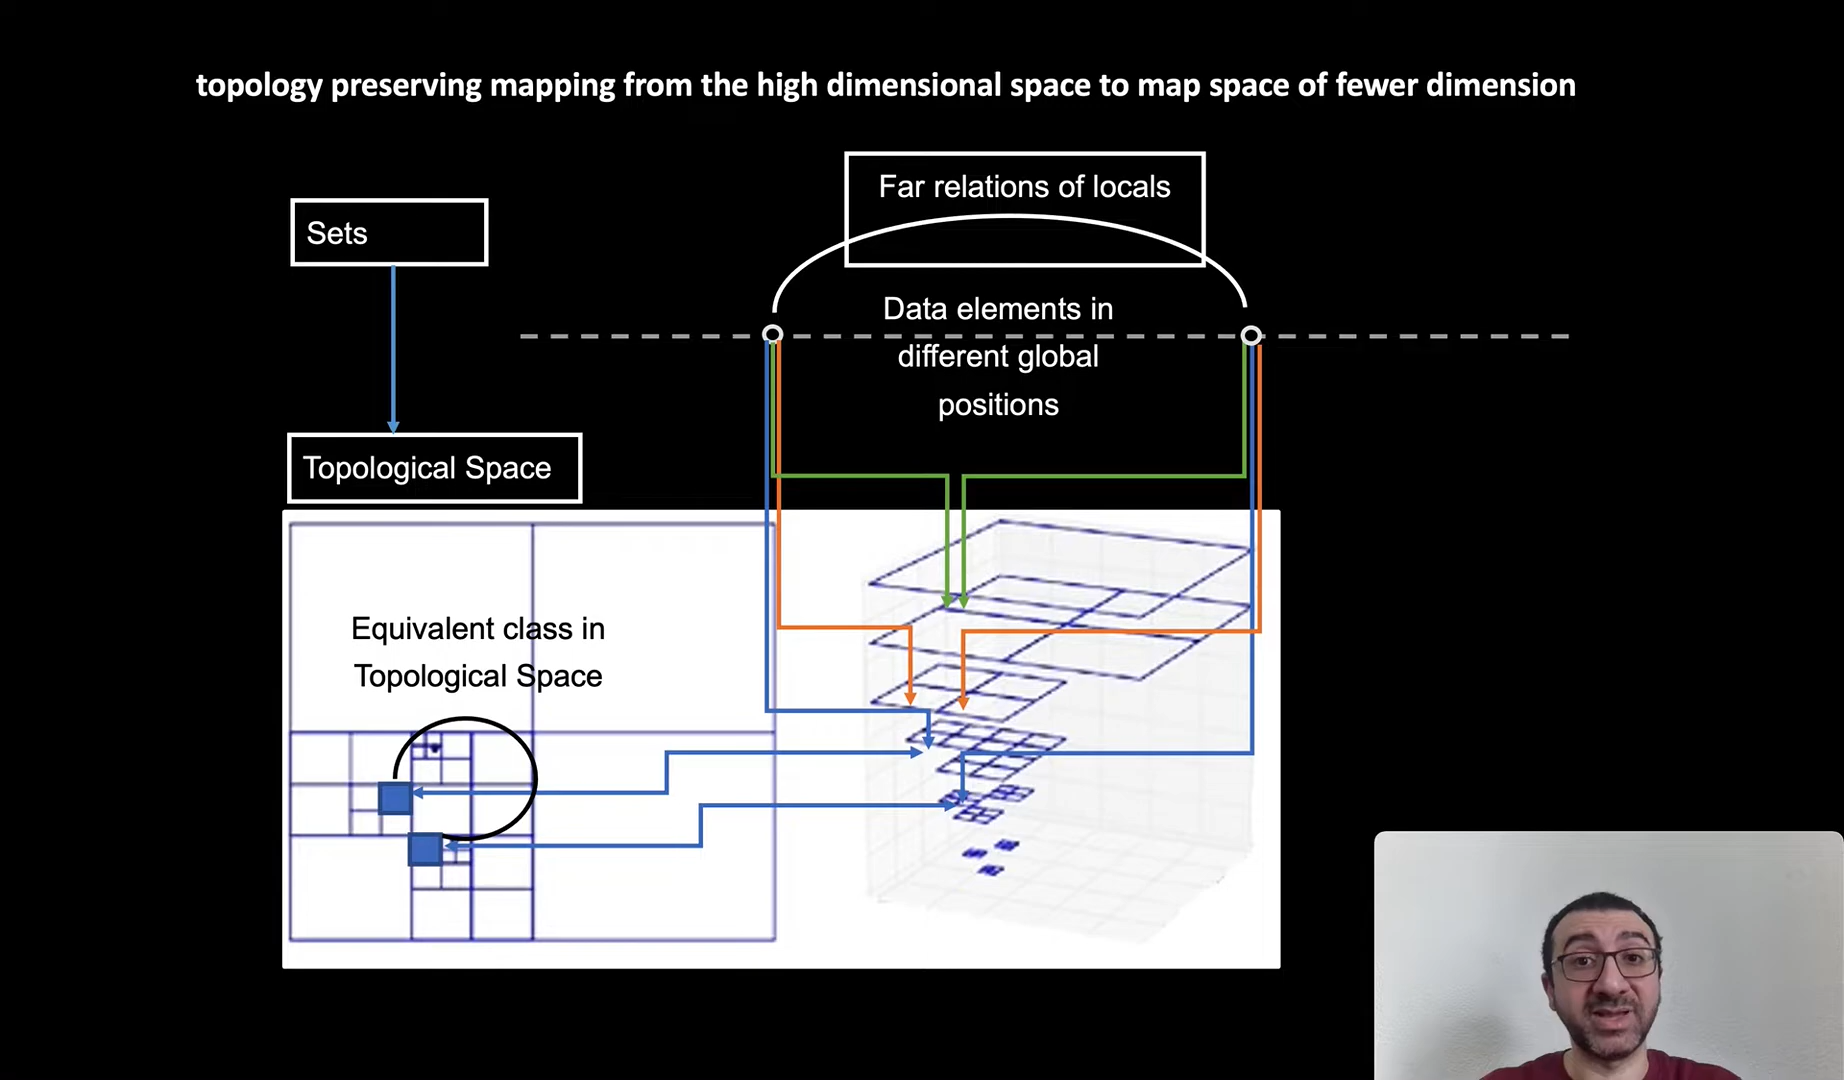 topology preserving mapping from the high dimensional space to map space of fewer dimension
Far relations of locals
Sets
Data elements in
different global
positions
Topological Space
Equivalent class in
Topological Space